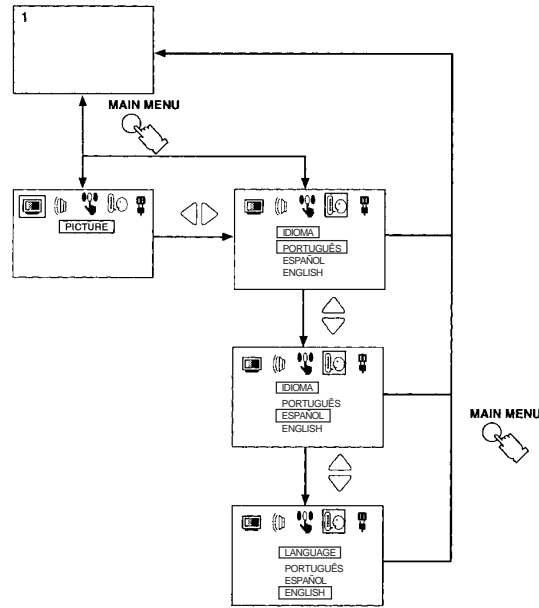 1
MAIN MENU
PICTURE
IDIOMA
PORTUGUÊS
ESPAÑOL
ENGLISH
IDIOMA
PORTUGUÊS
ESPAÑOL
ENGLISH
MAIN MENU
LANGUAGE
PORTUGUÊS
ESPAÑOL
ENGLISH